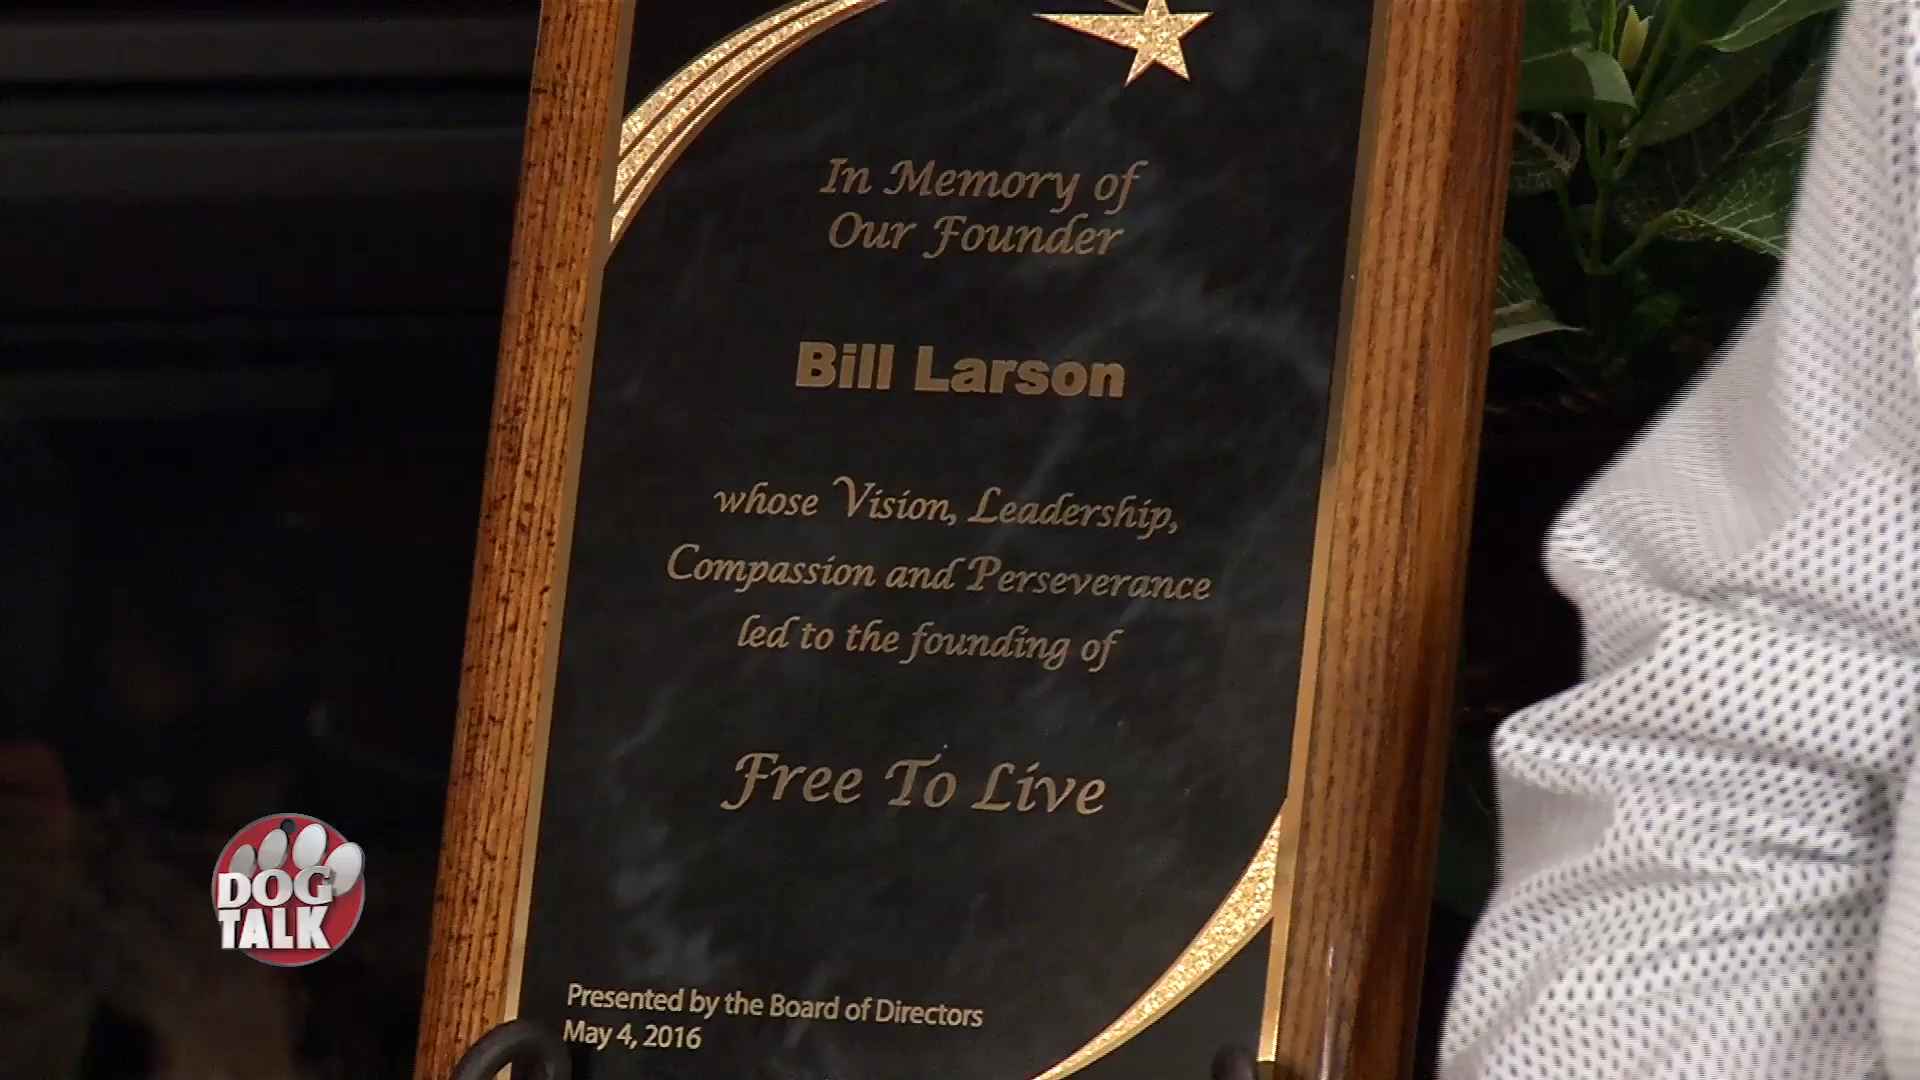 In Memory of
Our Founder
Bill Larson
whose Vision, Leadership,
Compassion and Perseverance
led to the founding of
Free To Live
Presented by the Board of Directors
May 4, 2016
DOG
TALK